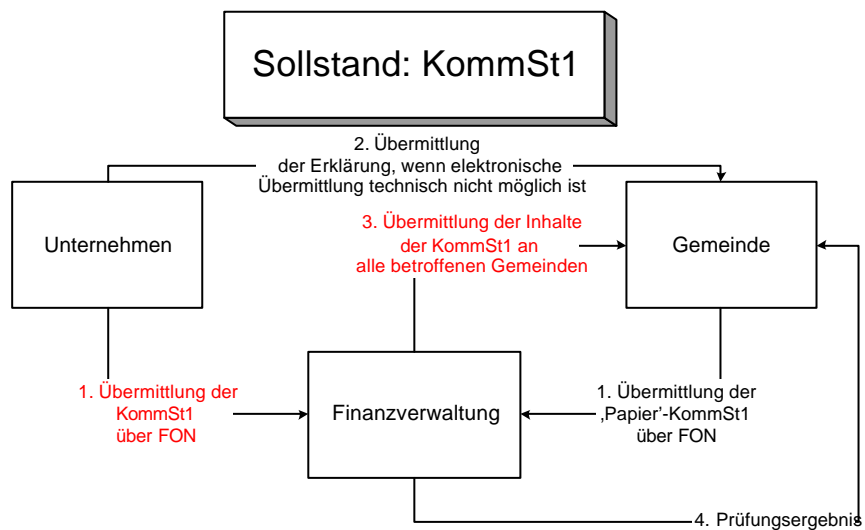 Sollstand: KommSt1
2. Übermittlung
der Erklärung, wenn elektronische
Übermittlung technisch nicht möglich ist
Unternehmen
3. Übermittlung der Inhalte
der KommSt1 an
alle betroffenen Gemeinden
Gemeinde
1. Übermittlung der
KommSt1
über FON
Finanzverwaltung
1. Übermittlung der
‚Papier’-KommSt1
über FON
4. Prüfungsergebnis